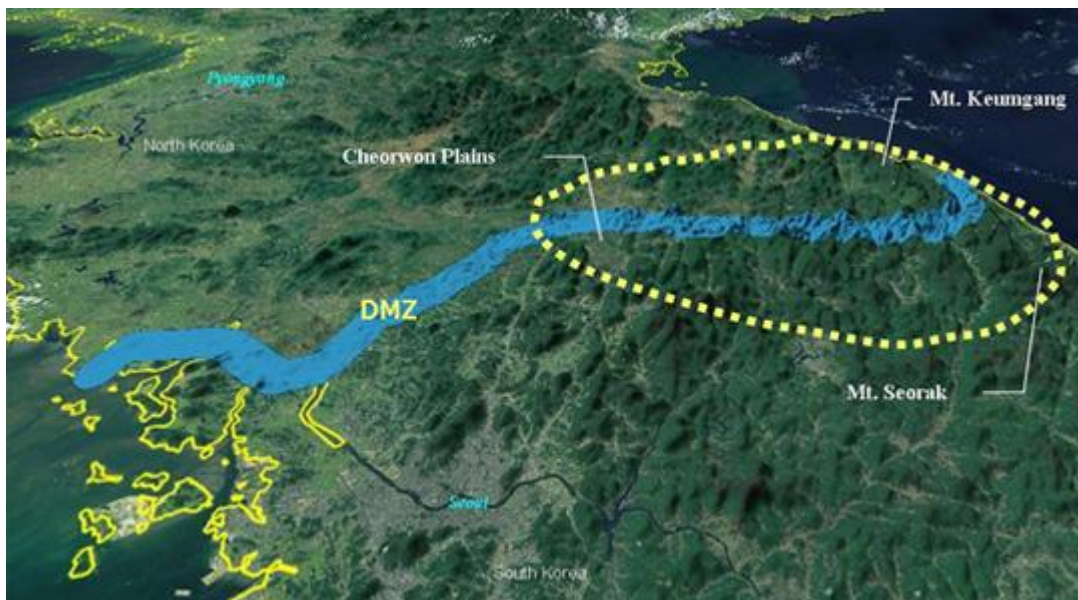 Mt. Keumgang
Pyongyang
North Korea
Cheorwon Plains
DMZ
Mt. Seorak
Seoul
South Korea